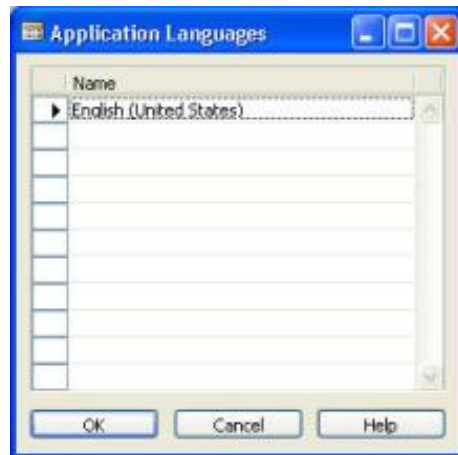 Application Languages
Name
English (United States)
OK Cancel Help